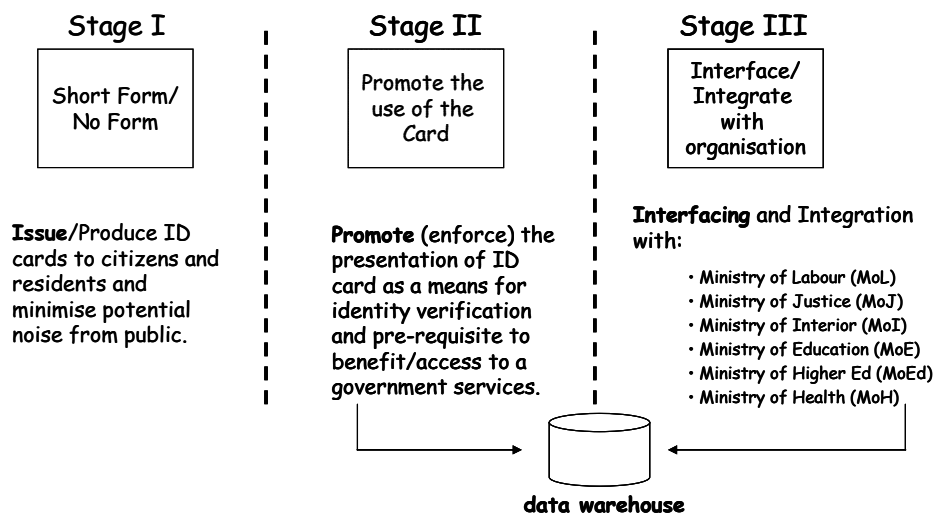 Stage I
Short Form/
No Form
Issue/Produce ID
cards to citizens and
residents and
minimise potential
noise from public.
Stage II
Promote the
use of the
Card
Promote (enforce) the
presentation of ID
card as a means for
identity verification
and pre-requisite to
benefit/access to a
government services.
Stage III
Interface/
Integrate
with
organisation
Interfacing and Integration
with:
• Ministry of Labour (MoL)
• Ministry of Justice (MoJ)
• Ministry of Interior (MoI)
• Ministry of Education (MoE)
• Ministry of Higher Ed (MoEd)
• Ministry of Health (MoH)
data warehouse